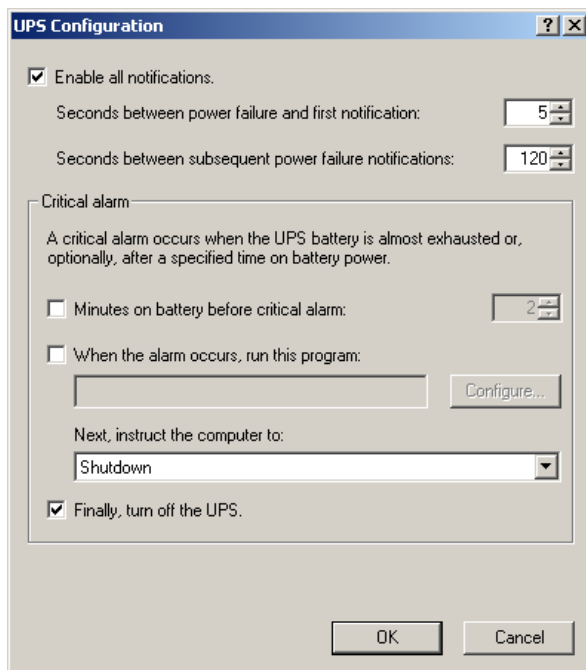 UPS Configuration
Enable all notifications.
Seconds between power failure and first notification: 5
Seconds between subsequent power failure notifications: 120
Critical alarm
A critical alarm occurs when the UPS battery is almost exhausted or,
optionally, after a specified time on battery power.
Minutes on battery before critical alarm: 2
When the alarm occurs, run this program:
Configure...
Next, instruct the computer to:
Shutdown
Finally, turn off the UPS.
OK Cancel